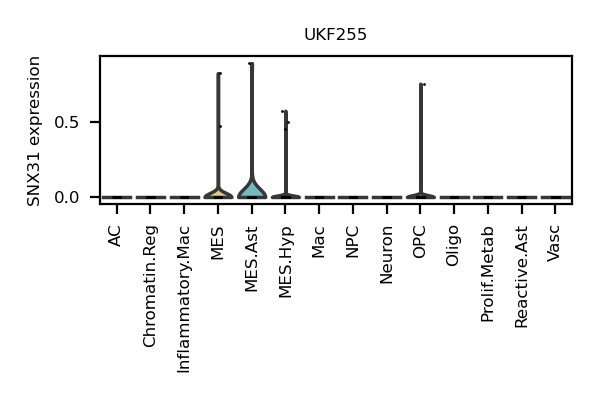 UKF255
SNX31 expression
0.5
0.0
AC
Chromatin.Reg
Inflammatory.Mac
MES
MES.Ast
MES.Hyp
Mac
NPC
Neuron
OPC
Oligo
Prolif.Metab
Reactive.Ast
Vasc